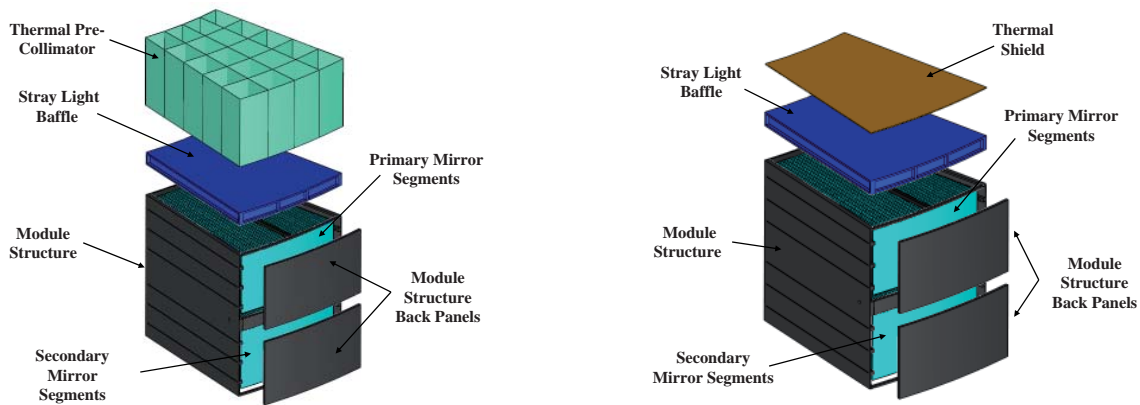 Thermal Pre-
Collimator
Stray Light
Baffle
Primary Mirror
Segments
Module
Structure
Module
Structure
Back Panels
Secondary
Mirror
Segments
Thermal
Shield
Stray Light
Baffle
Primary Mirror
Segments
Module
Structure
Module
Structure
Back Panels
Secondary
Mirror Segments